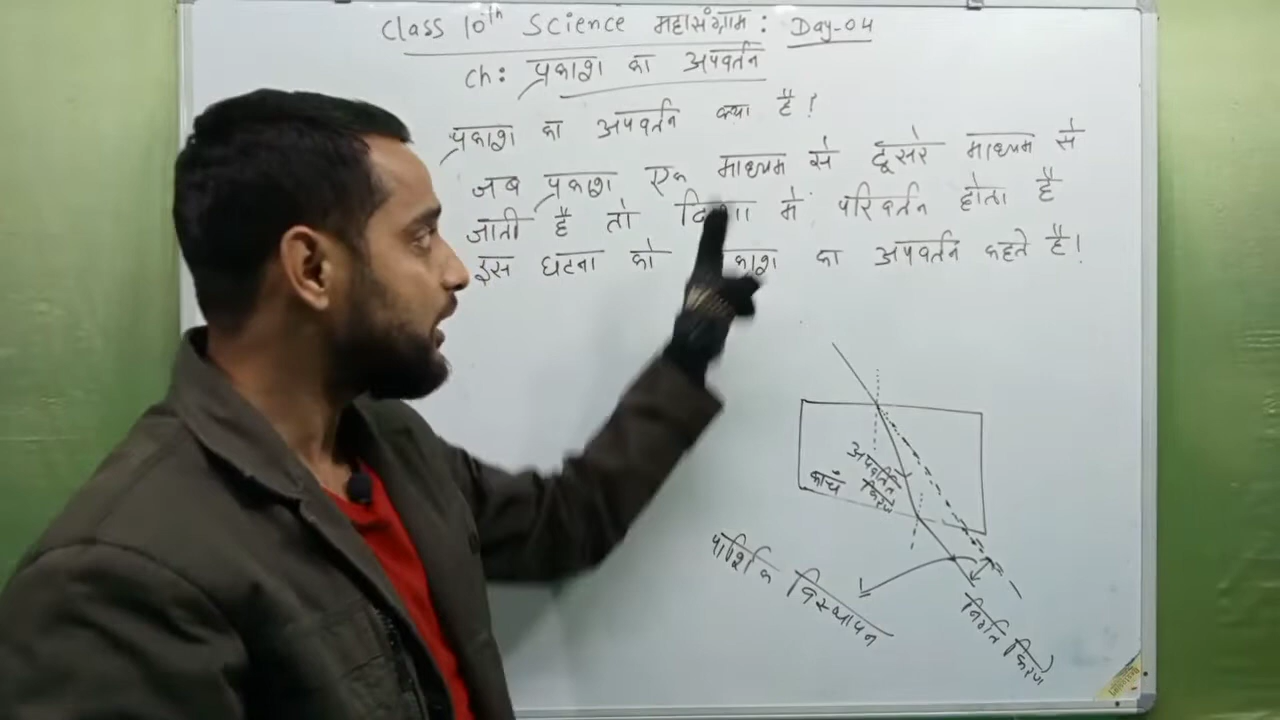 Class 10th Science महासंग्राम: Day-04
ch: प्रकाश का अपवर्तन
प्रकाश का अपवर्तन क्या है!
जब प्रकाश एक माध्यम से दूसरे माध्यम से
जाती है तो दिशा में परिवर्तन होता है
इस घटना को प्रकाश का अपवर्तन कहते है!
अपवर्तित किरण
काचँ
पार्श्विक विस्थापन
निर्गत किरण